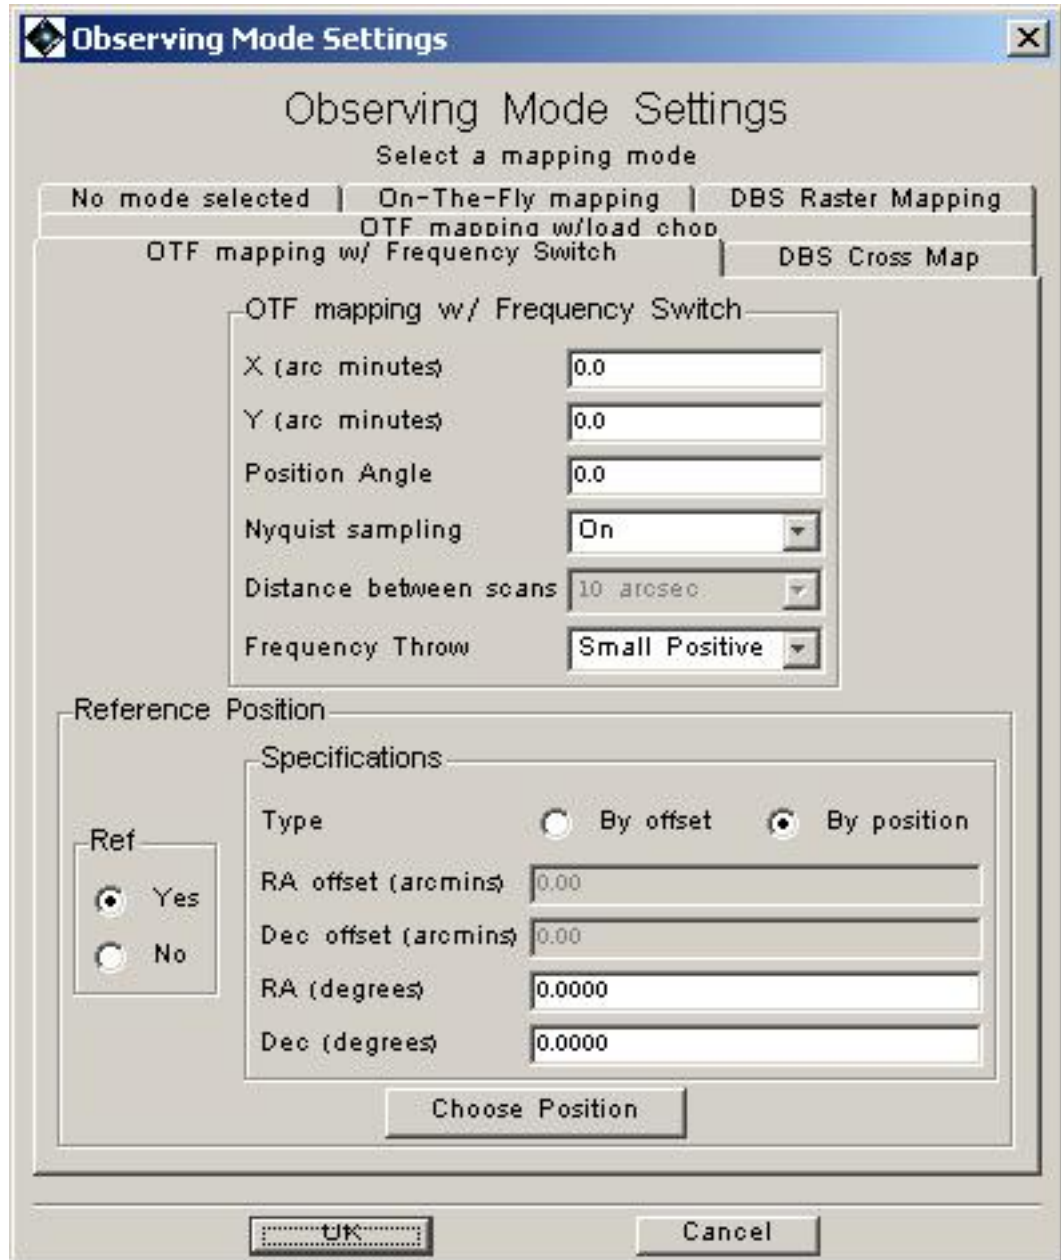 Observing Mode Settings
Observing Mode Settings
Select a mapping mode
No mode selected
On-The-Fly mapping
DBS Raster Mapping
OTF mapping w/load chop
OTF mapping w/ Frequency Switch
DBS Cross Map
OTF mapping w/ Frequency Switch
X (arc minutes) 0.0
Y (arc minutes) 0.0
Position Angle 0.0
Nyquist sampling On
Distance between scans 10 arcsec
Frequency Throw Small Positive
Reference Position
Ref
Yes
No
Specifications
Type By offset By position
RA offset (arcmins) 0.00
Dec offset (arcmins) 0.00
RA (degrees) 0.0000
Dec (degrees) 0.0000
Choose Position
OK Cancel